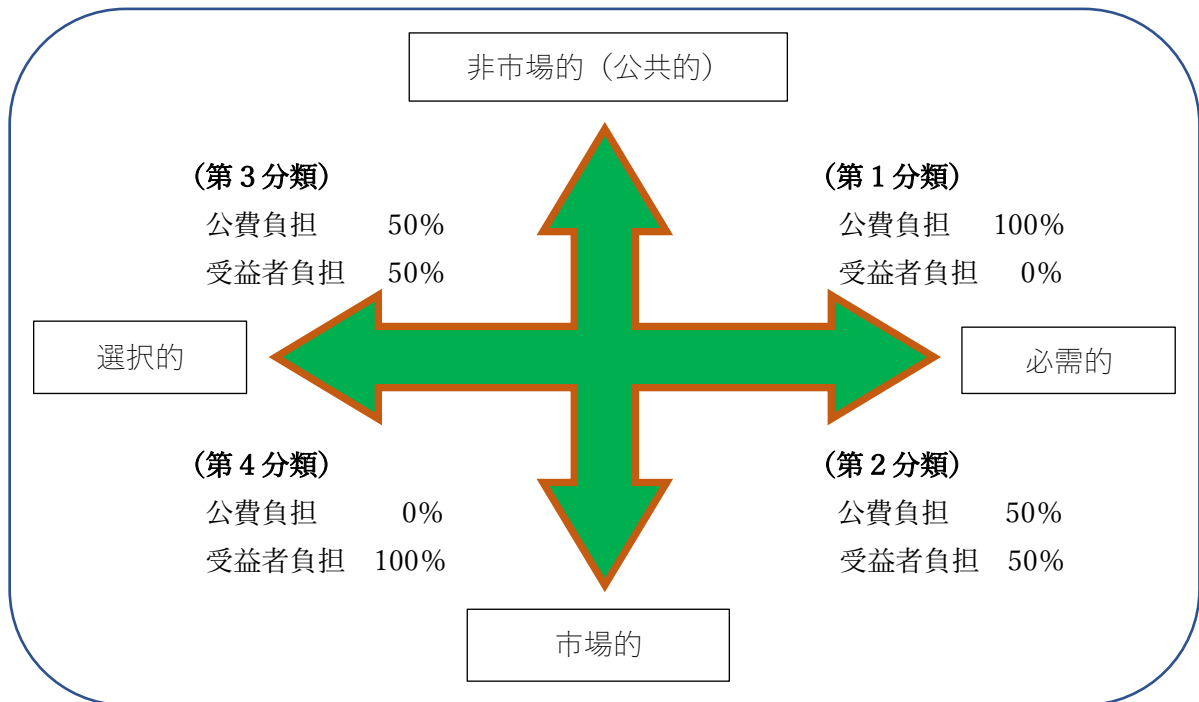 非市場的（公共的）
（第３分類）
公費負担 50％
受益者負担 50％
（第１分類）
公費負担 100％
受益者負担 0％
選択的
必需的
（第４分類）
公費負担 0％
受益者負担 100％
（第２分類）
公費負担 50％
受益者負担 50％
市場的